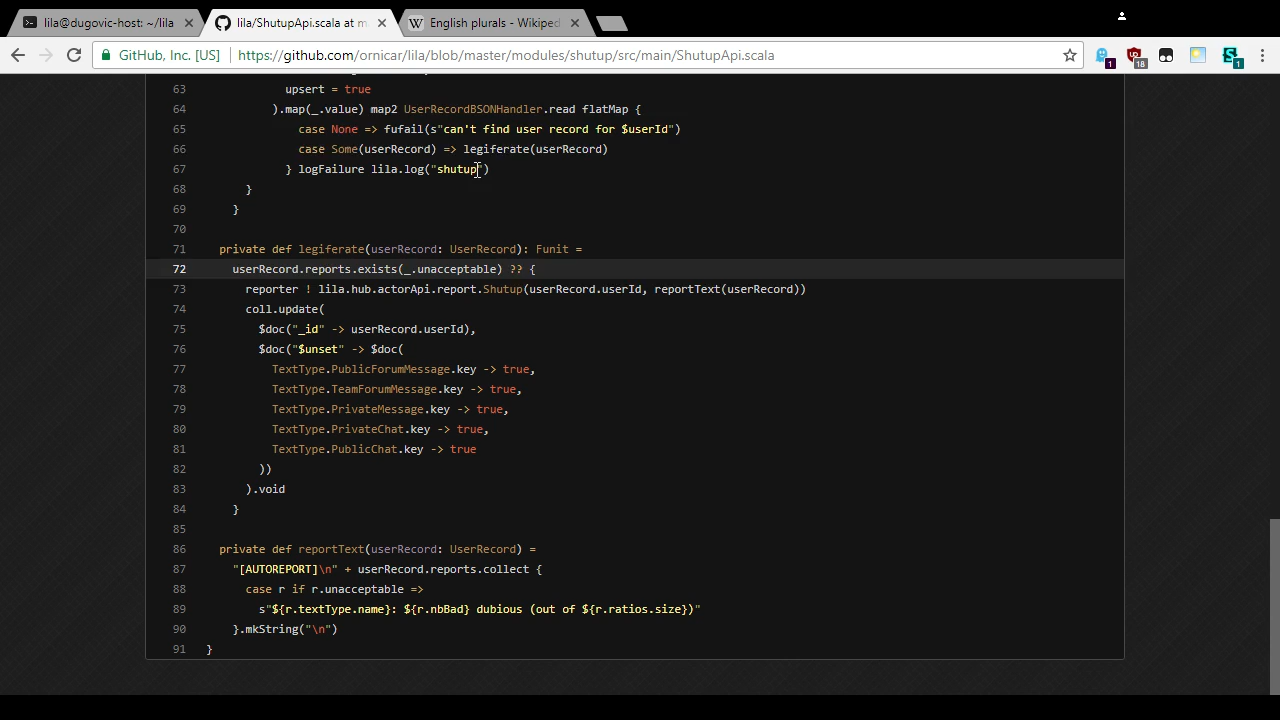 lila@dugovic-host: ~/lila
lila/ShutupApi.scala at m
English plurals - Wikiped
GitHub, Inc. [US]
https://github.com/ornicar/lila/blob/master/modules/shutup/src/main/ShutupApi.scala
1
18
1
63 upsert = true
64 ).map(_.value) map2 UserRecordBSONHandler.read flatMap {
65 case None => fufail(s"can't find user record for $userId")
66 case Some(userRecord) => legiferate(userRecord)
67 } logFailure lila.log("shutup")
68 }
69 }
70
71 private def legiferate(userRecord: UserRecord): Funit =
72 userRecord.reports.exists(_.unacceptable) ?? {
73 reporter ! lila.hub.actorApi.report.Shutup(userRecord.userId, reportText(userRecord))
74 coll.update(
75 $doc("_id" -> userRecord.userId),
76 $doc("$unset" -> $doc(
77 TextType.PublicForumMessage.key -> true,
78 TextType.TeamForumMessage.key -> true,
79 TextType.PrivateMessage.key -> true,
80 TextType.PrivateChat.key -> true,
81 TextType.PublicChat.key -> true
82 ))
83 ).void
84 }
85
86 private def reportText(userRecord: UserRecord) =
87 "[AUTOREPORT]\n" + userRecord.reports.collect {
88 case r if r.unacceptable =>
89 s"${r.textType.name}: ${r.nbBad} dubious (out of ${r.ratios.size})"
90 }.mkString("\n")
91 }